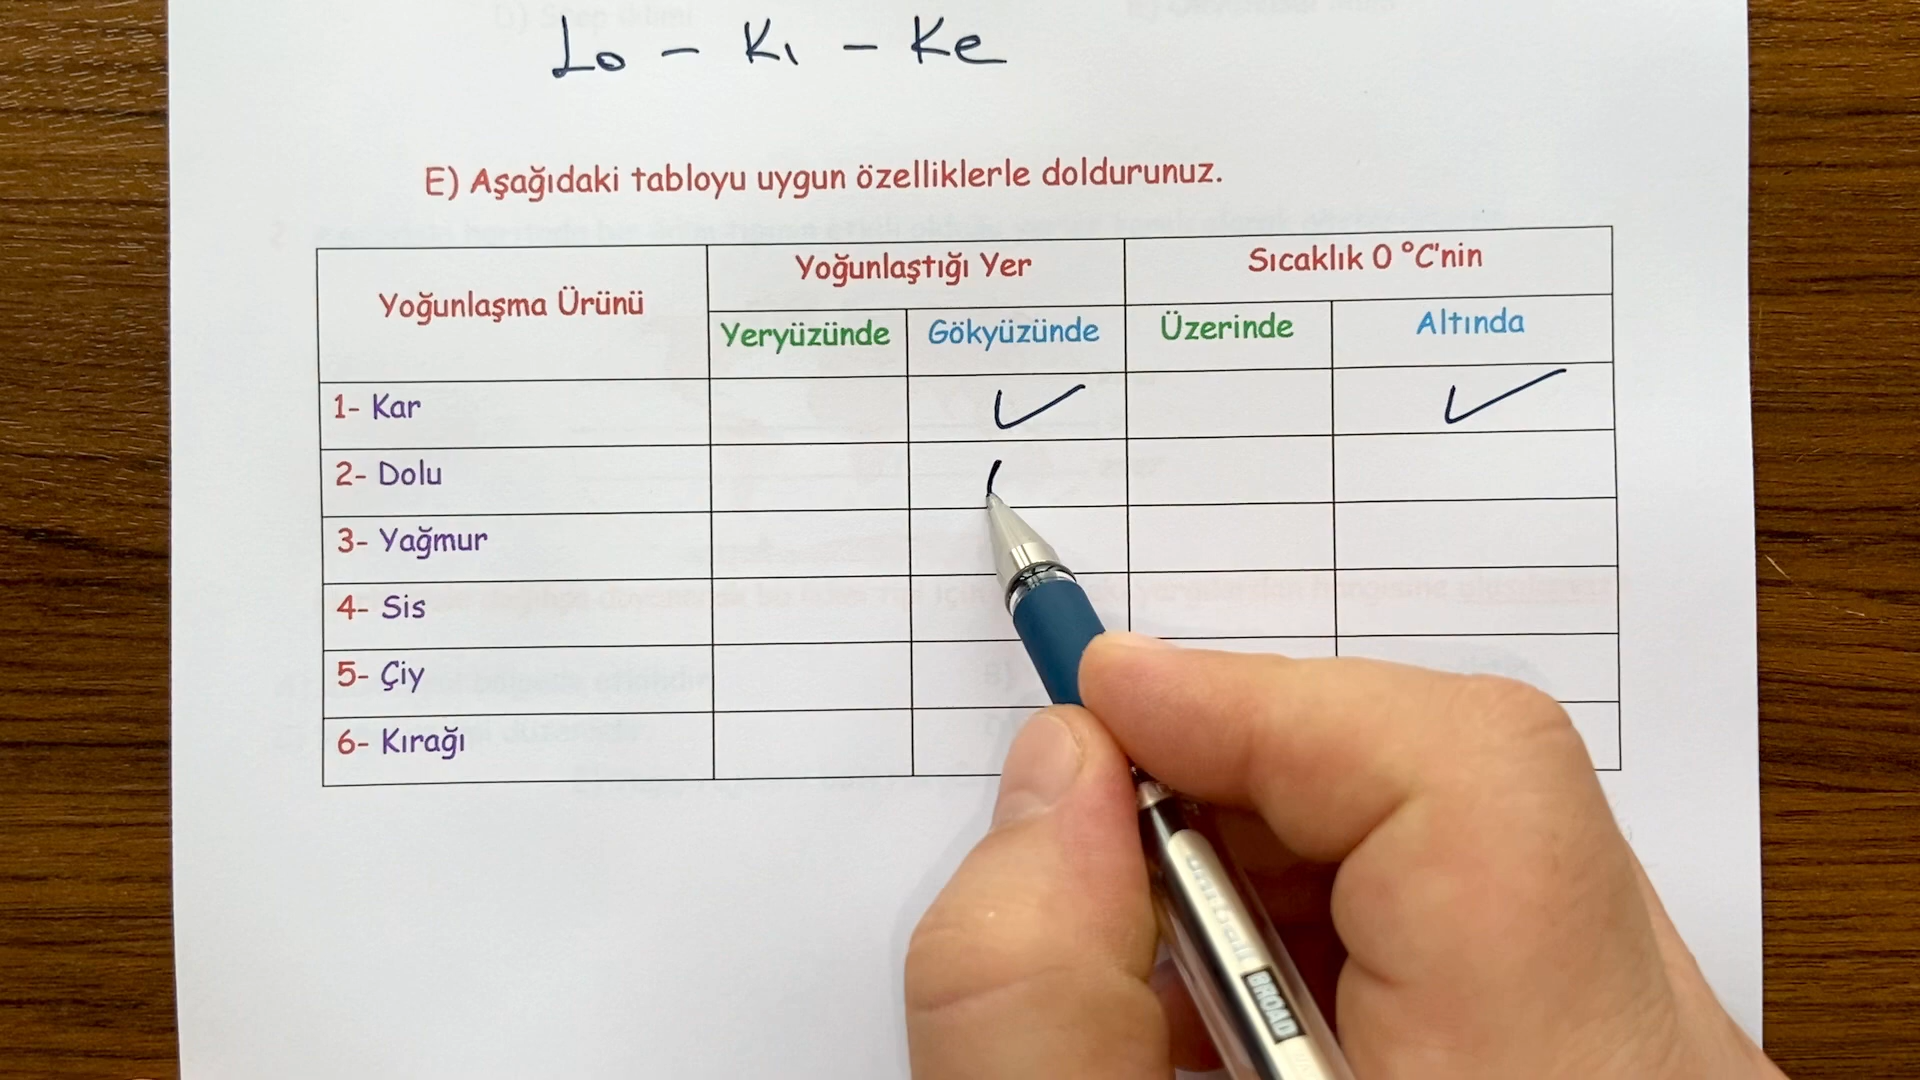 Lo - Kı - Ke
E) Aşağıdaki tabloyu uygun özelliklerle doldurunuz.
Yoğunlaşma Ürünü
Yoğunlaştığı Yer
Sıcaklık 0 °C'nin
Yeryüzünde
Gökyüzünde
Üzerinde
Altında
1- Kar ✓ ✓
2- Dolu
3- Yağmur
4- Sis
5- Çiy
6- Kırağı
BROAD